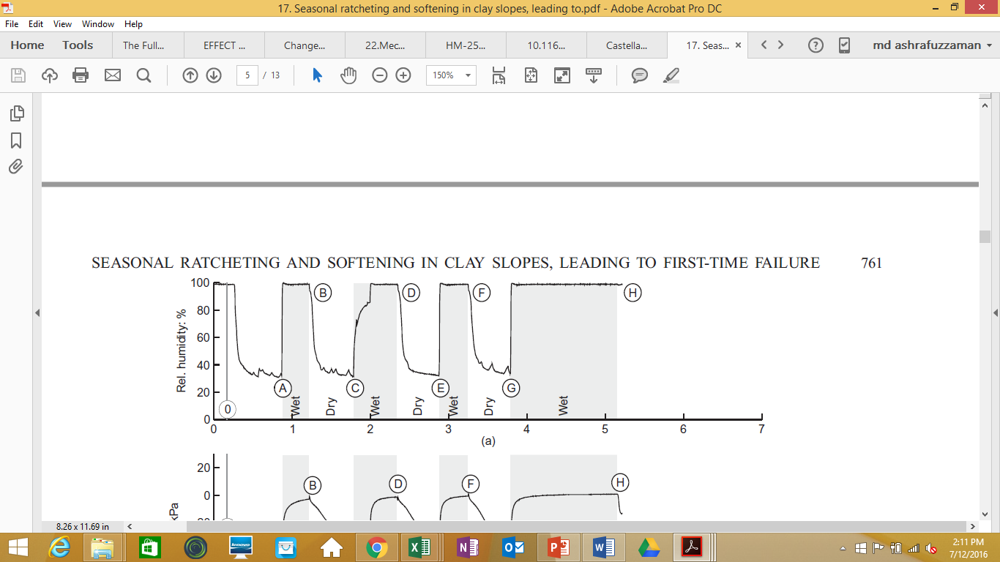 17. Seasonal ratcheting and softening in clay slopes, leading to.pdf - Adobe Acrobat Pro DC
File Edit View Window Help
Home Tools The Full... EFFECT ... Change... 22.Mec... HM-25... 10.116... Castella... 17. Seas... × md ashrafuzzaman
5 / 13 150%
SEASONAL RATCHETING AND SOFTENING IN CLAY SLOPES, LEADING TO FIRST-TIME FAILURE 761
Rel. humidity: %
100
80
60
40
20
0
B D F H
A C E G
0
Wet Dry Wet Dry Wet Dry Wet
0 1 2 3 4 5 6 7
(a)
20
0
kPa
B D F H
8.26 x 11.69 in
lenovo
2:11 PM
7/12/2016